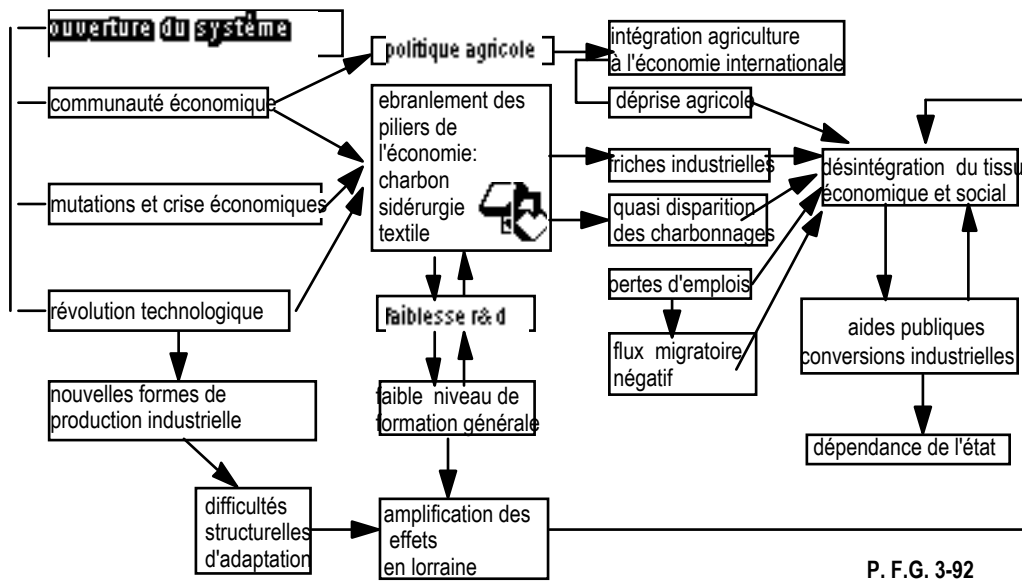 ouverture du système
politique agricole
intégration agriculture
à l'économie internationale
communauté économique
ebranlement des
piliers de
l'économie:
charbon
sidérurgie
textile
déprise agricole
friches industrielles
désintégration du tissu
économique et social
mutations et crise économiques
quasi disparition
des charbonnages
pertes d'emplois
révolution technologique
faiblesse r& d
flux migratoire
négatif
aides publiques
conversions industrielles
nouvelles formes de
production industrielle
faible niveau de
formation générale
dépendance de l'état
difficultés
structurelles
d'adaptation
amplification des
effets
en lorraine
P. F.G. 3-92